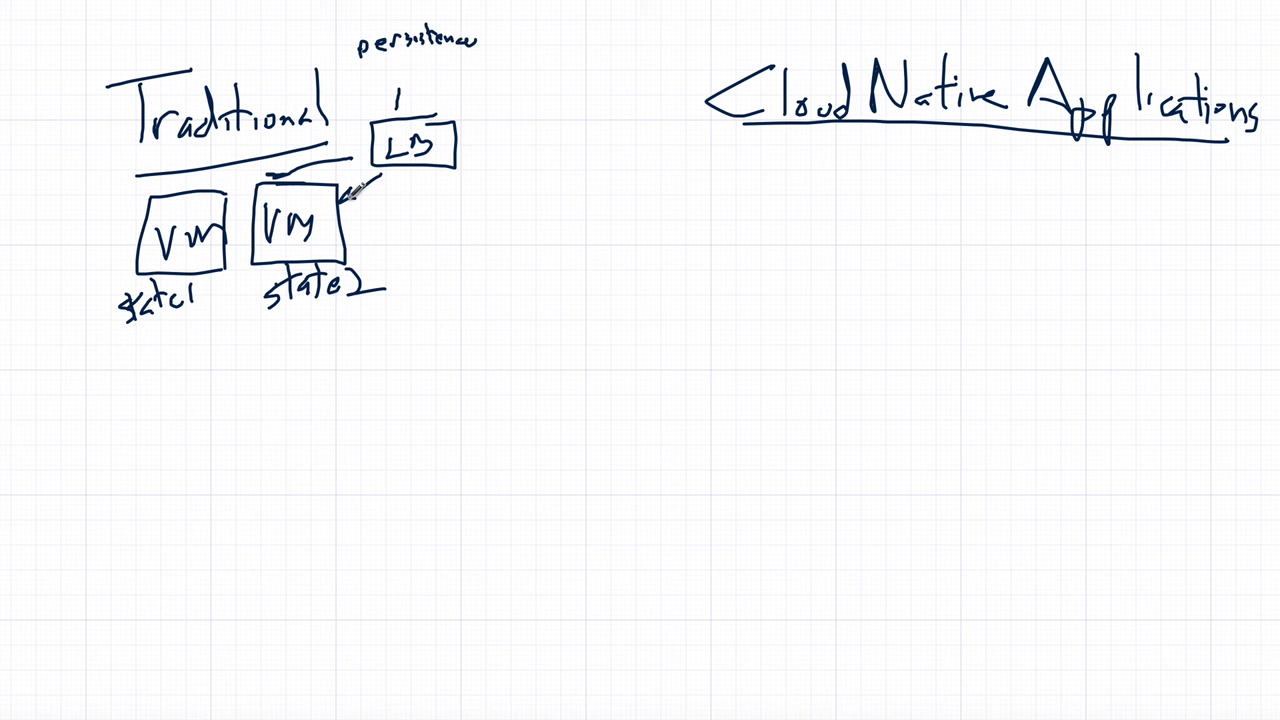 persistence
Traditional
LB
VM VM
state1 state2
Cloud Native Applications